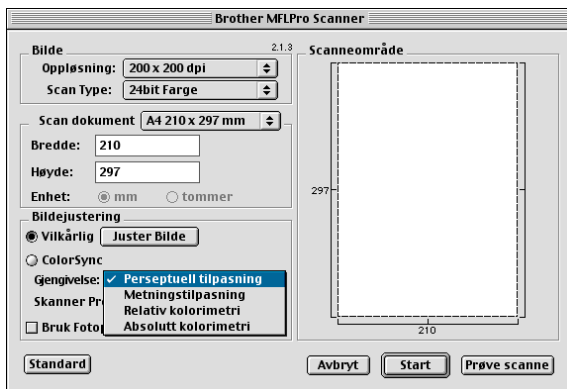 Brother MFLPro Scanner
Bilde
2.1.3
Oppløsning: 200 x 200 dpi
Scan Type: 24bit Farge
Scan dokument A4 210 x 297 mm
Bredde: 210
Høyde: 297
Enhet: mm tommer
Bildejustering
Vilkårlig Juster Bilde
ColorSync
Gjengivelse: ✓ Perseptuell tilpasning
Metningstilpasning
Skanner Pr
Relativ kolorimetri
Absolutt kolorimetri
Bruk Fotop
Scanneområde
297
210
Standard
Avbryt Start Prøve scanne